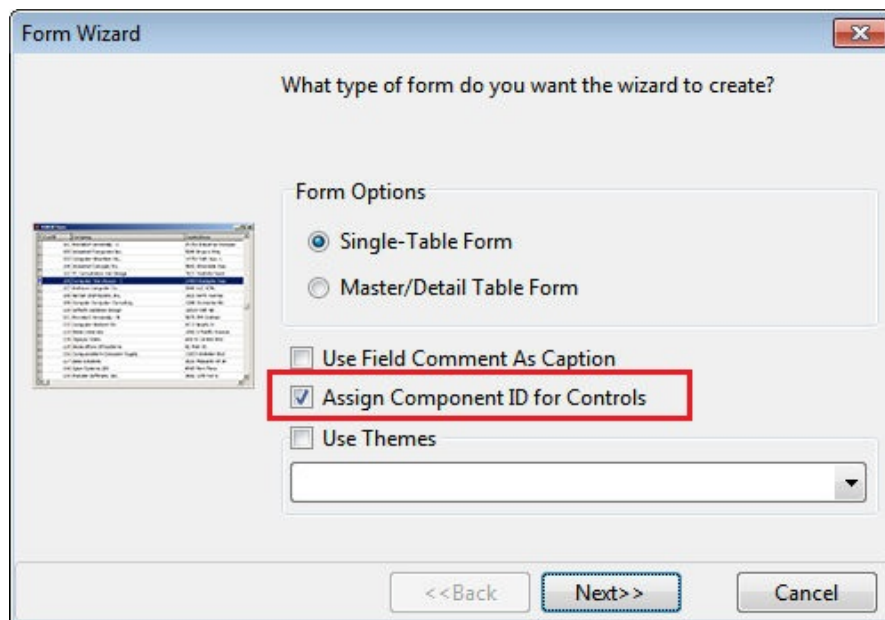 Form Wizard
What type of form do you want the wizard to create?
Form Options
Single-Table Form
Master/Detail Table Form
Use Field Comment As Caption
Assign Component ID for Controls
Use Themes
<<Back
Next>>
Cancel